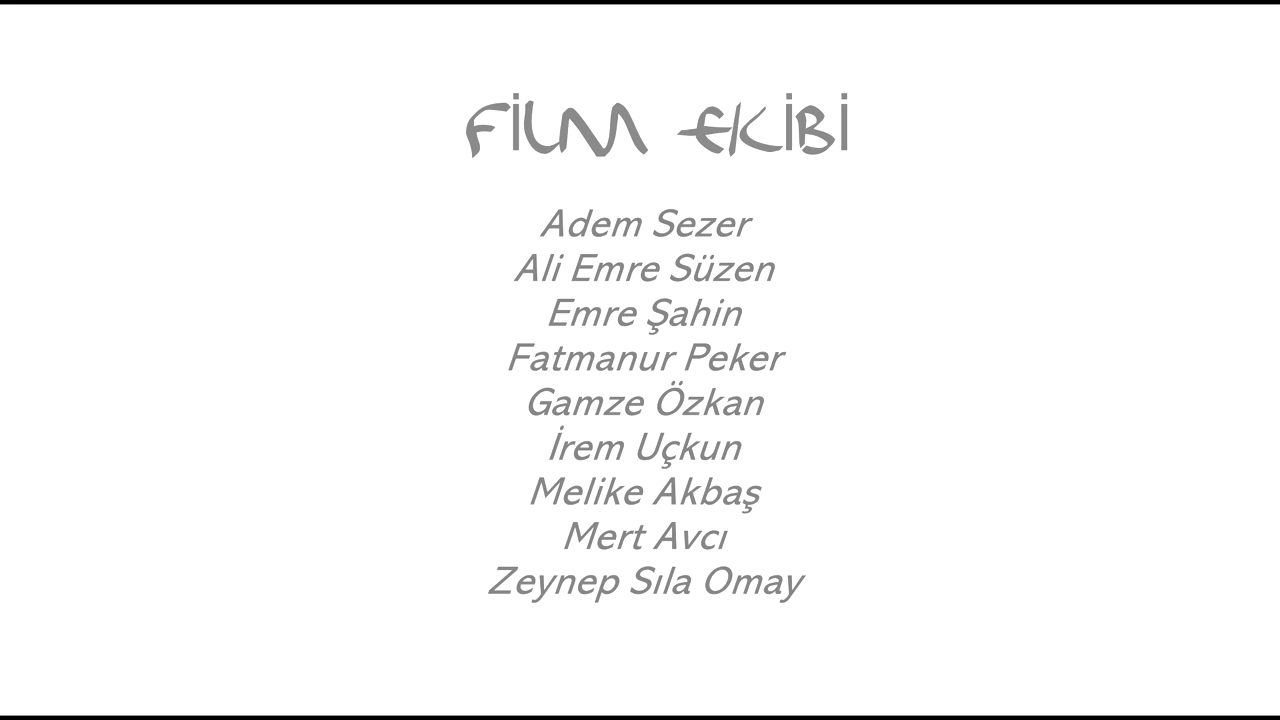 FİLM EKİBİ
Adem Sezer
Ali Emre Süzen
Emre Şahin
Fatmanur Peker
Gamze Özkan
İrem Uçkun
Melike Akbaş
Mert Avcı
Zeynep Sıla Omay